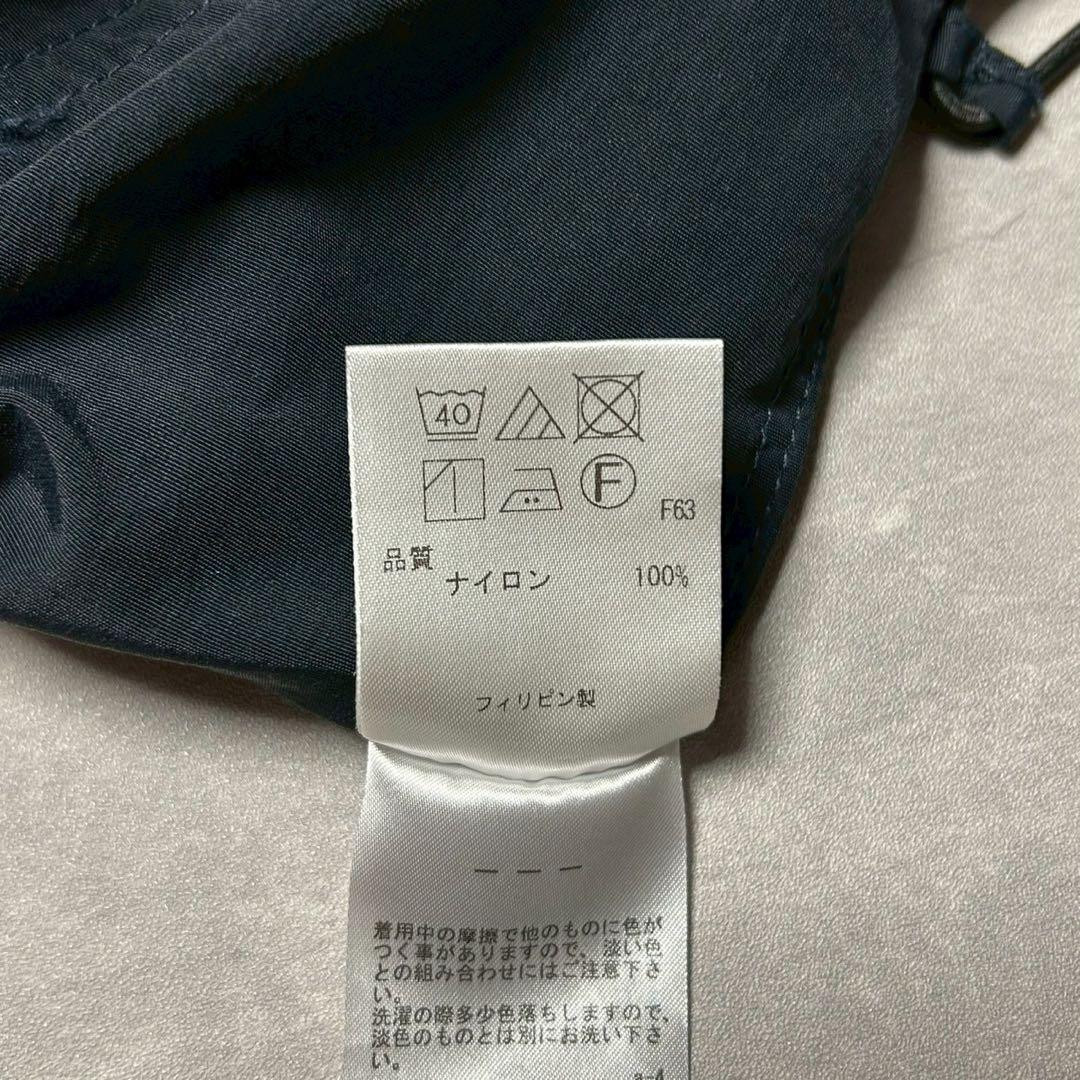 40
F
F63
品質
ナイロン 100%
フィリピン製
着用中の摩擦で他のものに色が
つく事がありますので、淡い色
との組み合わせにはご注意下さ
い。
洗濯の際多少色落ちしますので、
淡色のものとは別にお洗い下さ
い。
a-4